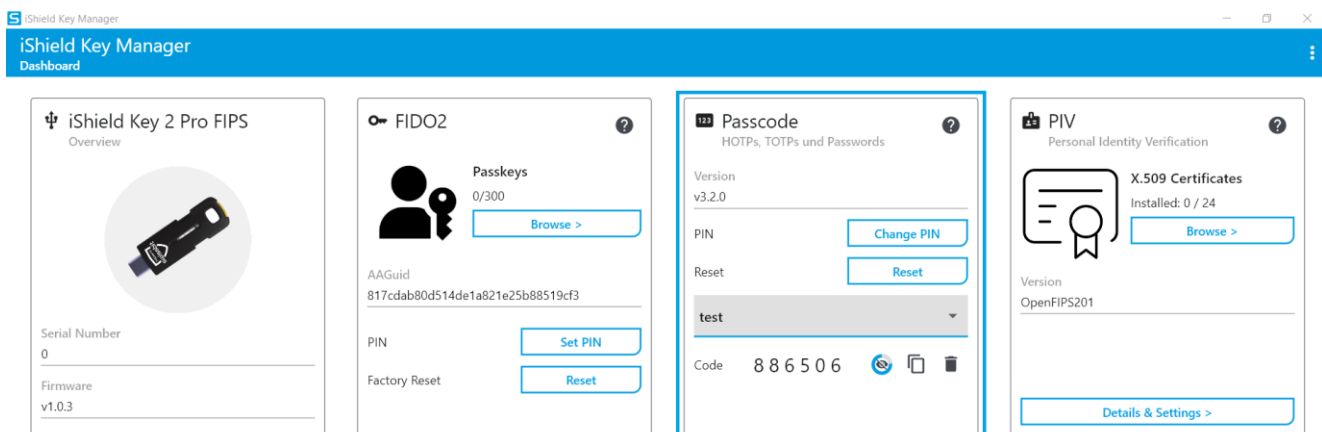 iShield Key Manager
iShield Key Manager
Dashboard
iShield Key 2 Pro FIPS
Overview
Serial Number
0
Firmware
v1.0.3
FIDO2
Passkeys
0/300
Browse >
AAGuid
817cdab80d514de1a821e25b88519cf3
PIN
Set PIN
Factory Reset
Reset
123
Passcode
HOTPs, TOTPs und Passwords
Version
v3.2.0
PIN
Change PIN
Reset
Reset
test
Code 886506
PIV
Personal Identity Verification
X.509 Certificates
Installed: 0 / 24
Browse >
Version
OpenFIPS201
Details & Settings >